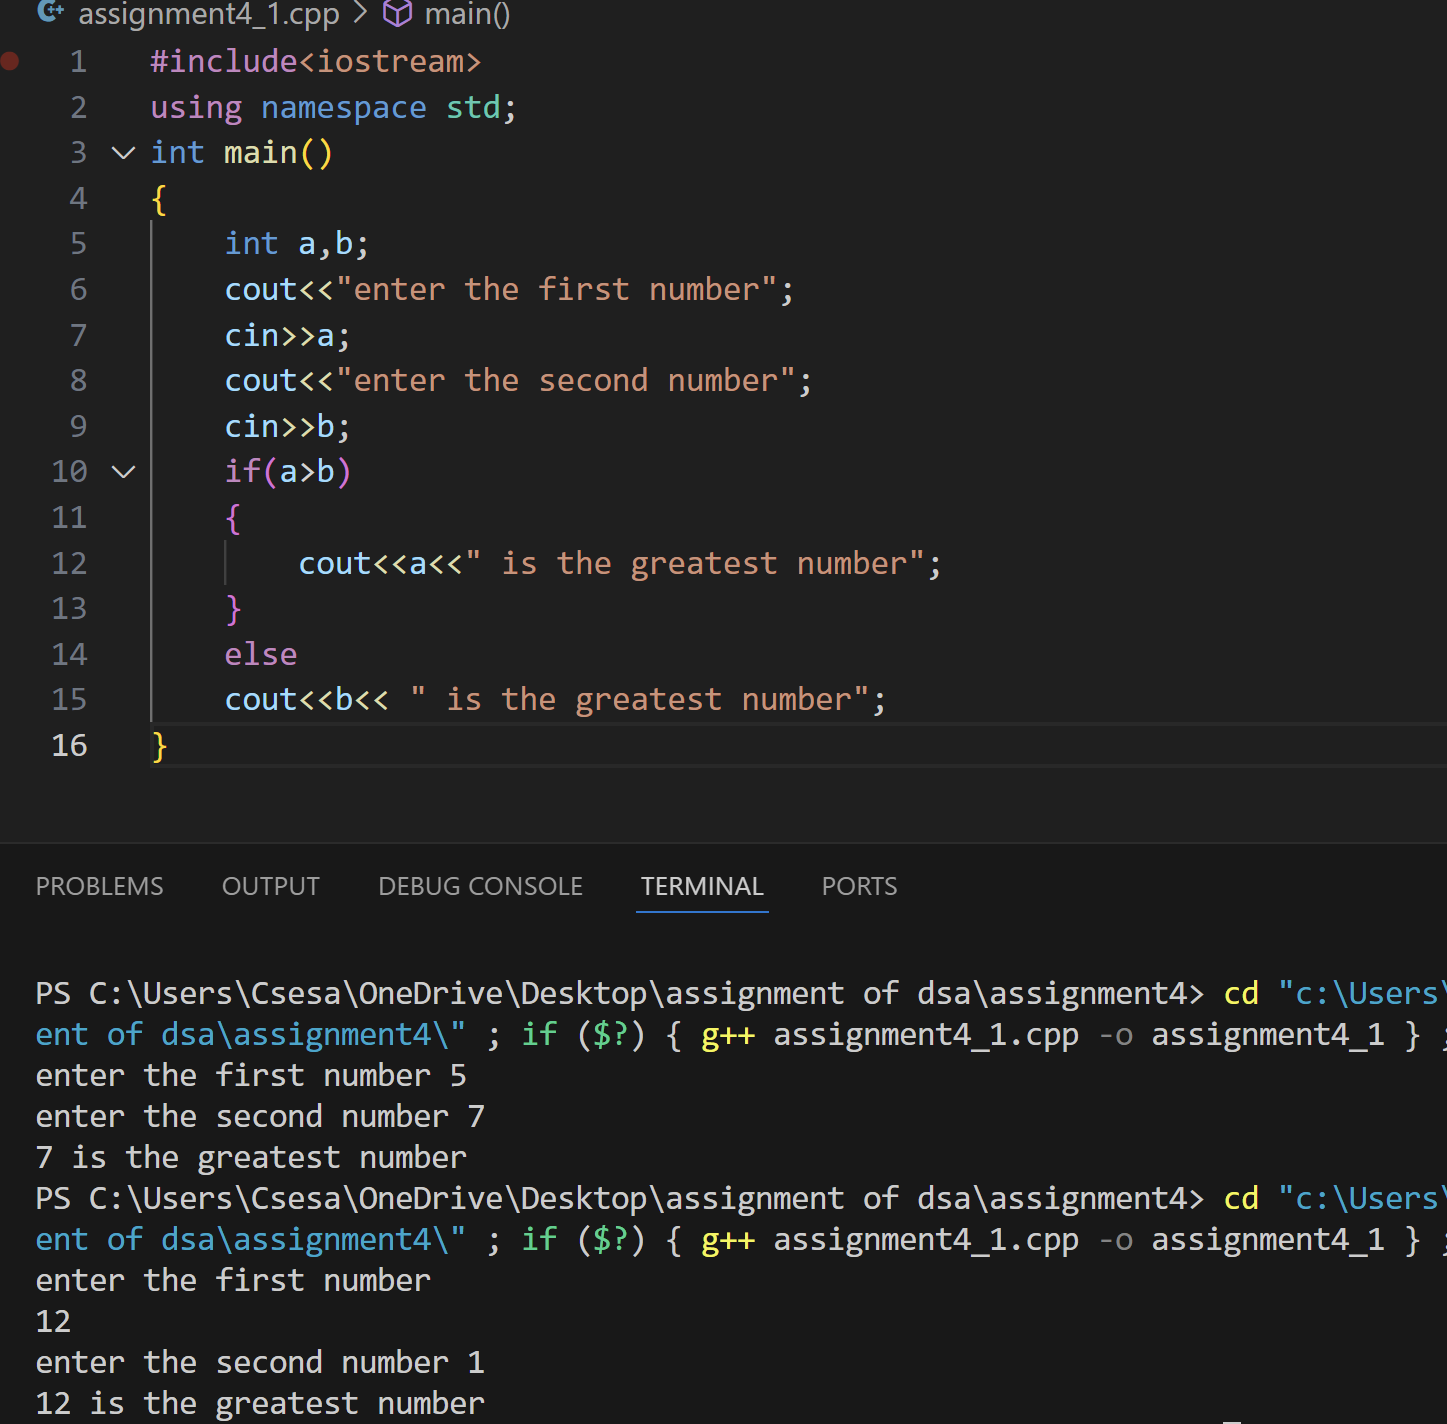 assignment4_1.cpp > main()
1 #include<iostream>
2 using namespace std;
3 int main()
4 {
5     int a,b;
6     cout<<"enter the first number";
7     cin>>a;
8     cout<<"enter the second number";
9     cin>>b;
10     if(a>b)
11     {
12         cout<<a<<" is the greatest number";
13     }
14     else
15     cout<<b<< " is the greatest number";
16 }
PROBLEMS OUTPUT DEBUG CONSOLE TERMINAL PORTS
PS C:\Users\Csesa\OneDrive\Desktop\assignment of dsa\assignment4> cd "c:\Users\
ent of dsa\assignment4\" ; if ($?) { g++ assignment4_1.cpp -o assignment4_1 } ;
enter the first number 5
enter the second number 7
7 is the greatest number
PS C:\Users\Csesa\OneDrive\Desktop\assignment of dsa\assignment4> cd "c:\Users\
ent of dsa\assignment4\" ; if ($?) { g++ assignment4_1.cpp -o assignment4_1 } ;
enter the first number
12
enter the second number 1
12 is the greatest number